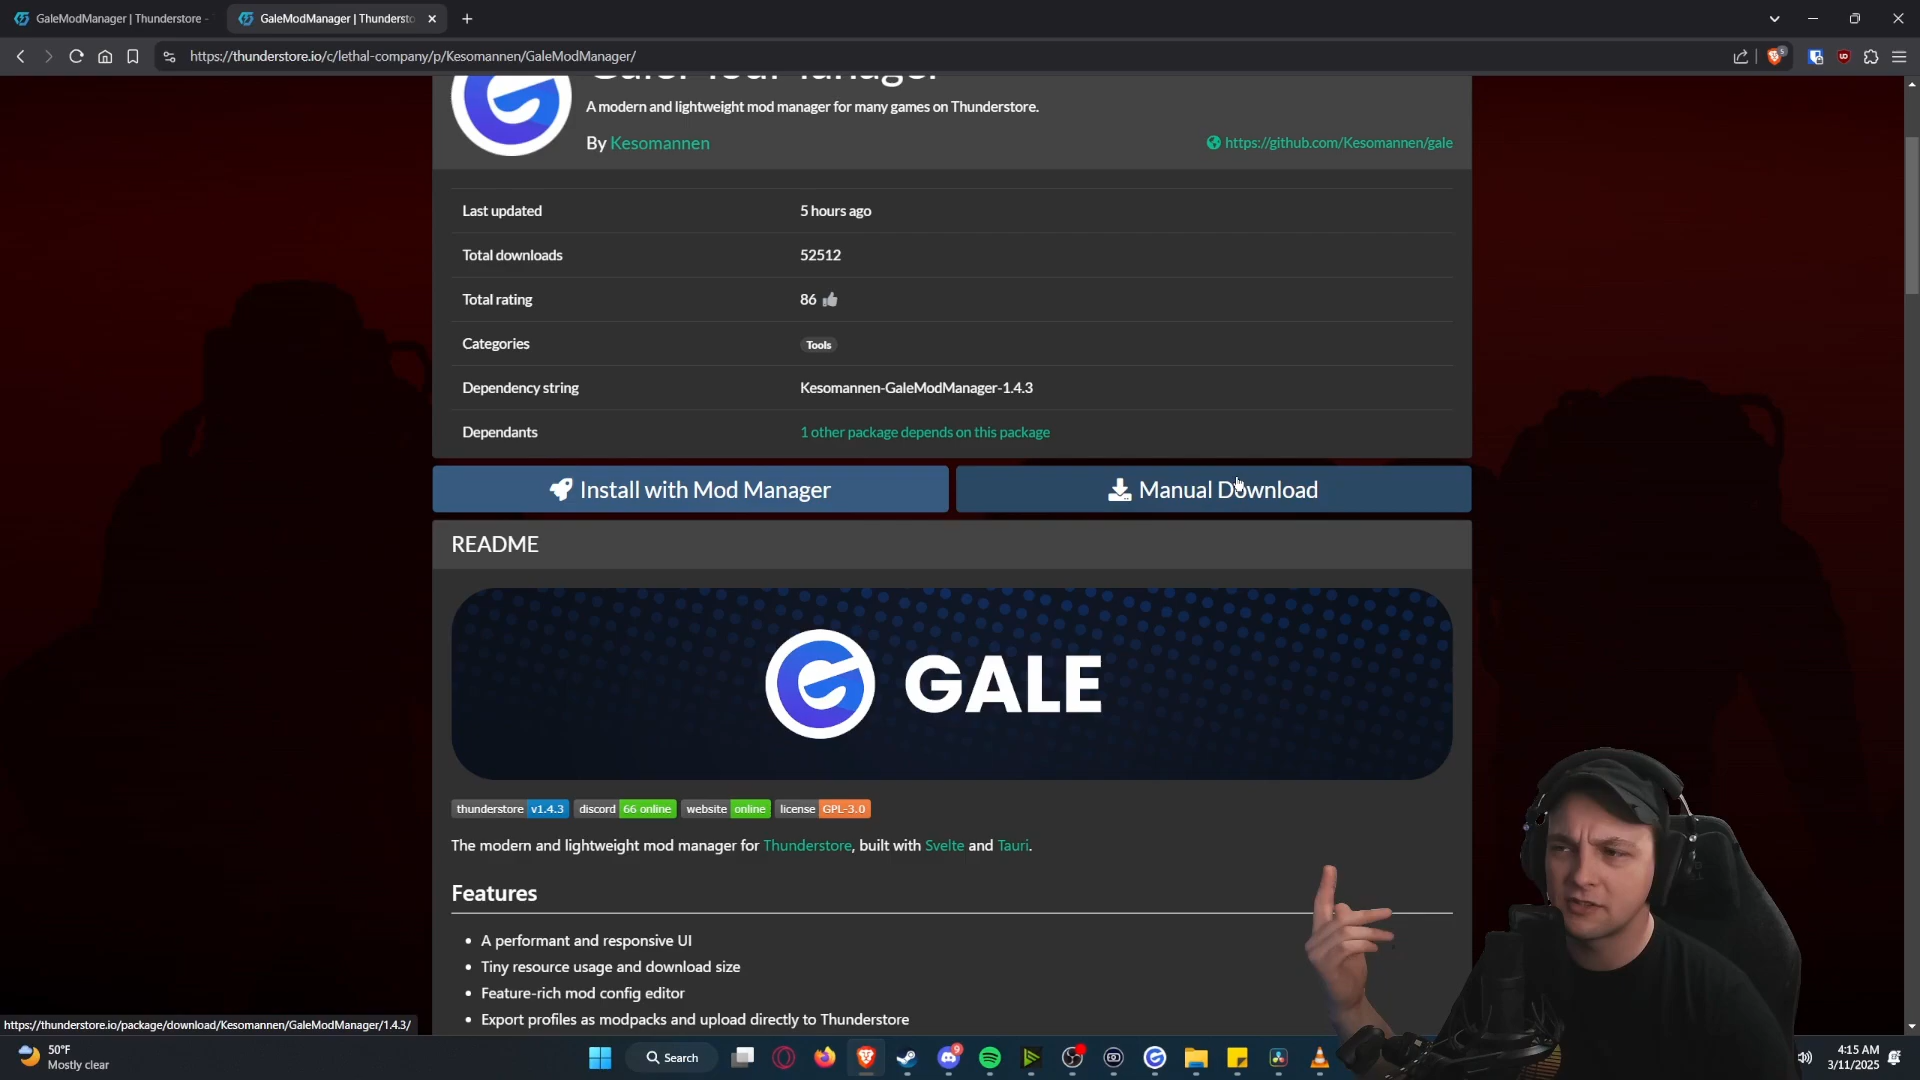 GaleModManager | Thunderstore -
GaleModManager | Thundersto
https://thunderstore.io/c/lethal-company/p/Kesomannen/GaleModManager/
A modern and lightweight mod manager for many games on Thunderstore.
By Kesomannen
https://github.com/Kesomannen/gale
Last updated 5 hours ago
Total downloads 52512
Total rating 86
Categories Tools
Dependency string Kesomannen-GaleModManager-1.4.3
Dependants 1 other package depends on this package
Install with Mod Manager
Manual Download
README
GALE
thunderstore v1.4.3 discord 66 online website online license GPL-3.0
The modern and lightweight mod manager for Thunderstore, built with Svelte and Tauri.
Features
• A performant and responsive UI
• Tiny resource usage and download size
• Feature-rich mod config editor
• Export profiles as modpacks and upload directly to Thunderstore
https://thunderstore.io/package/download/Kesomannen/GaleModManager/1.4.3/
50°F
Mostly clear
Search
9
4:15 AM
3/11/2025